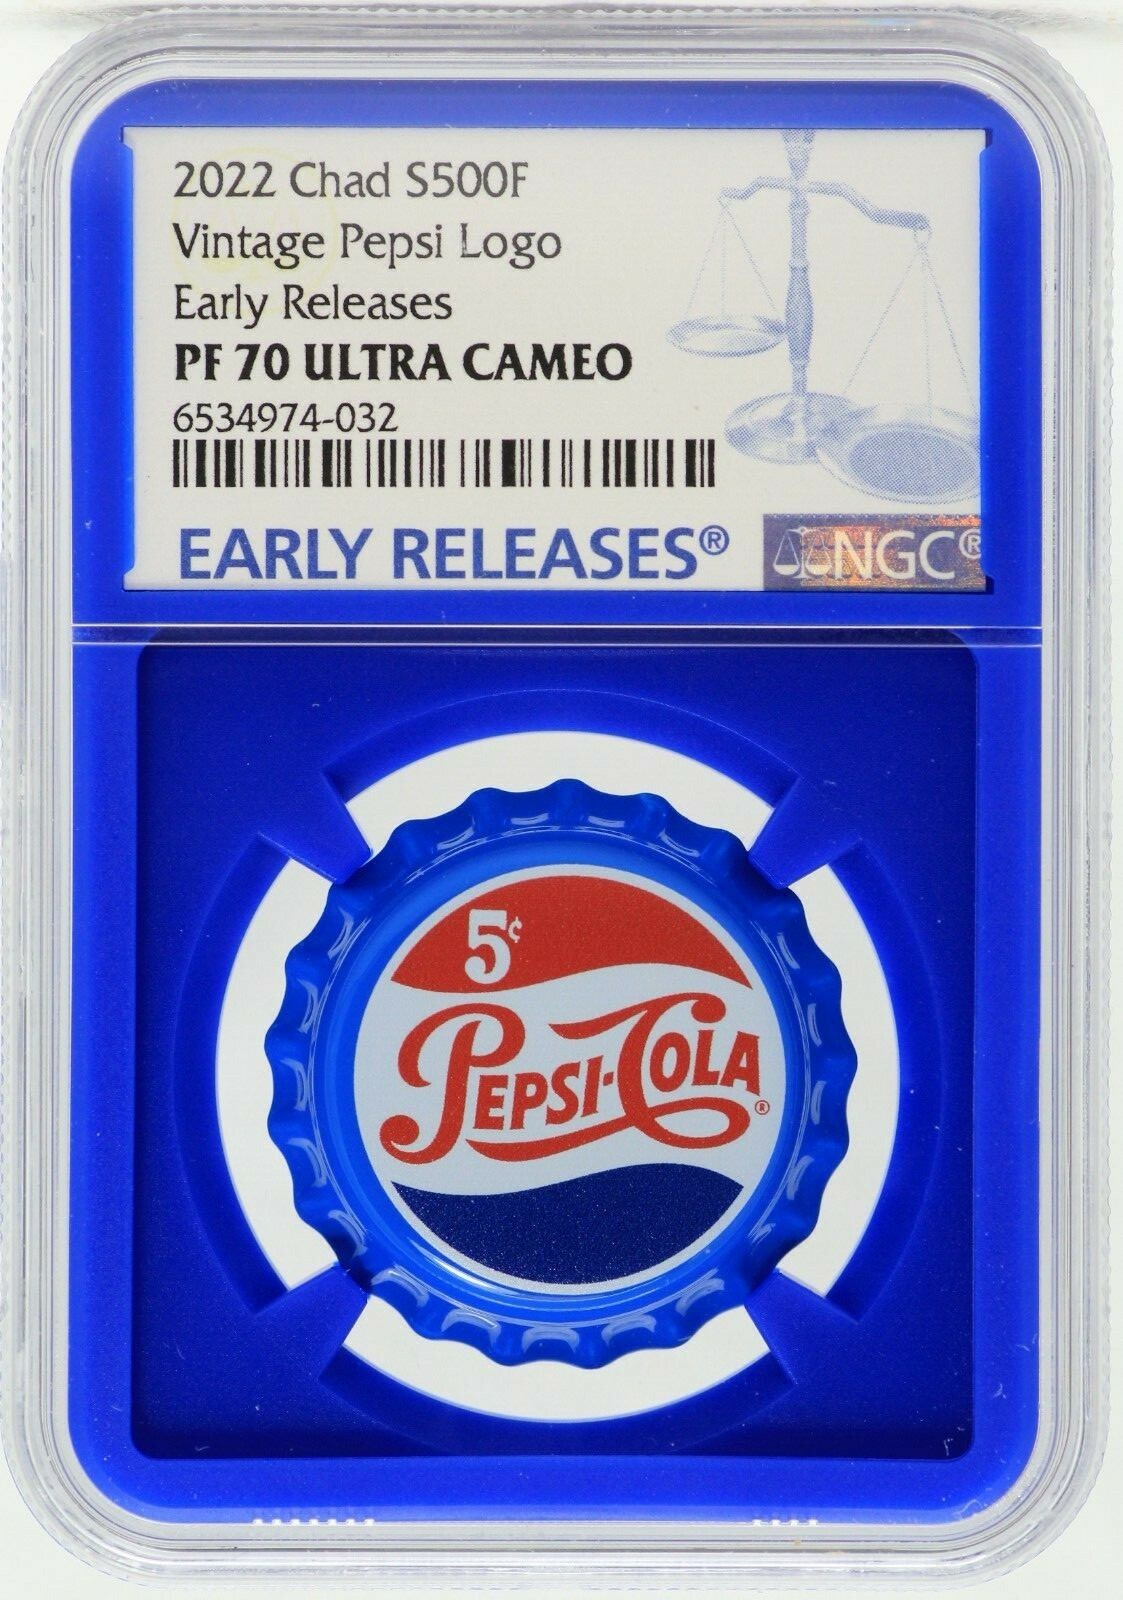 2022 Chad S500F
Vintage Pepsi Logo
Early Releases
PF 70 ULTRA CAMEO
6534974-032
EARLY RELEASES®
NGC®
5¢
PEPSI-COLA®